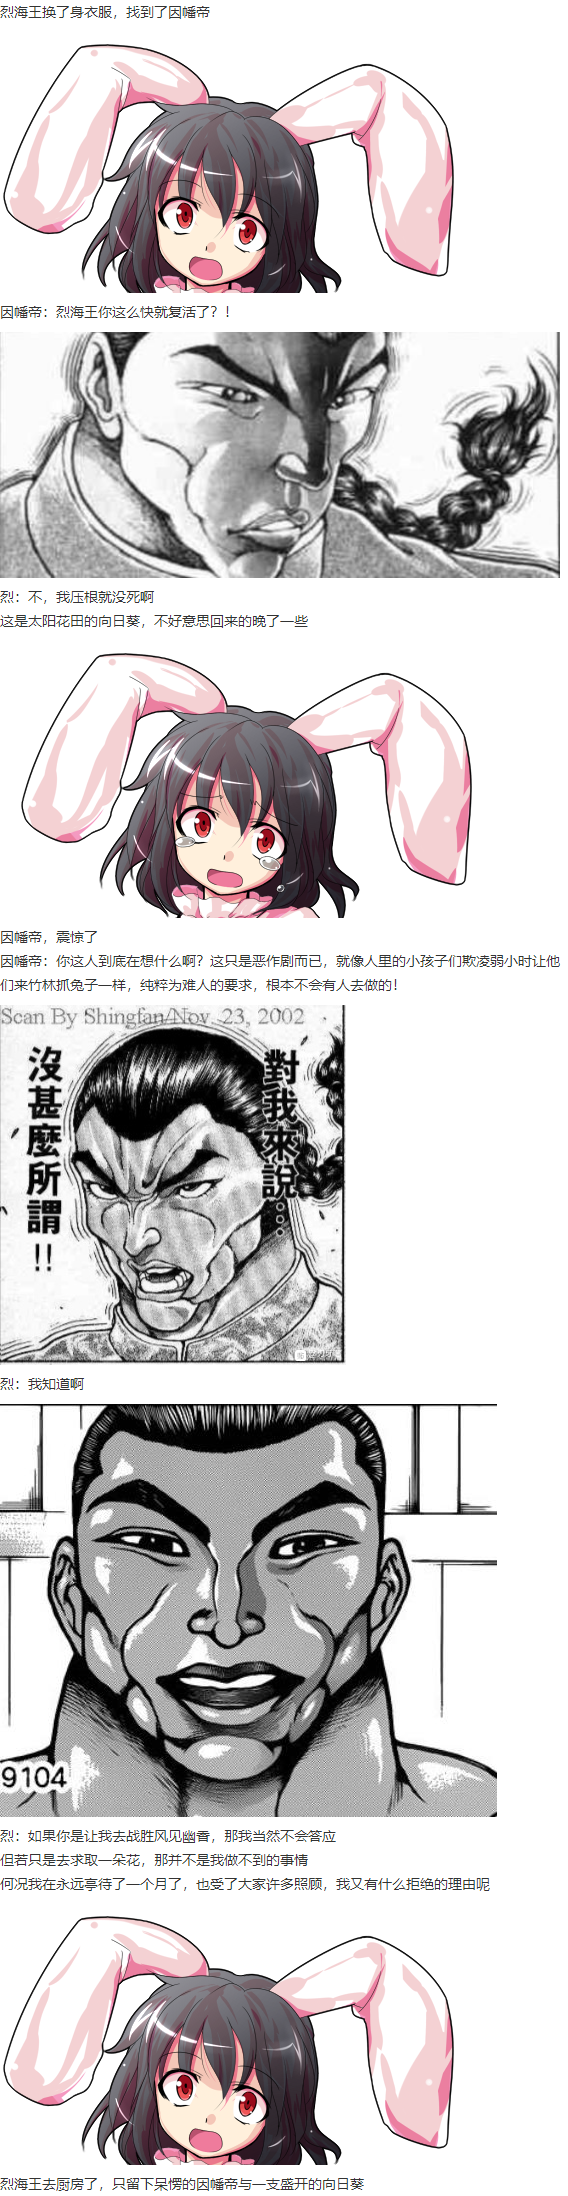 烈海王换了身衣服，找到了因幡帝
因幡帝：烈海王你这么快就复活了？！
烈：不，我压根就没死啊
这是太阳花田的向日葵，不好意思回来的晚了一些
因幡帝，震惊了
因幡帝：你这人到底在想什么啊？这只是恶作剧而已，就像人里的小孩子们欺凌弱小时让他
们来竹林抓兔子一样，纯粹为难人的要求，根本不会有人去做的！
Scan By Shingfan/Nov. 23, 2002
對我來說…
沒甚麼所謂!!
烈：我知道啊
9104
烈：如果你是让我去战胜风见幽香，那我当然不会答应
但若只是去求取一朵花，那并不是我做不到的事情
何况我在永远亭待了一个月了，也受了大家许多照顾，我又有什么拒绝的理由呢
烈海王去厨房了，只留下呆愣的因幡帝与一支盛开的向日葵